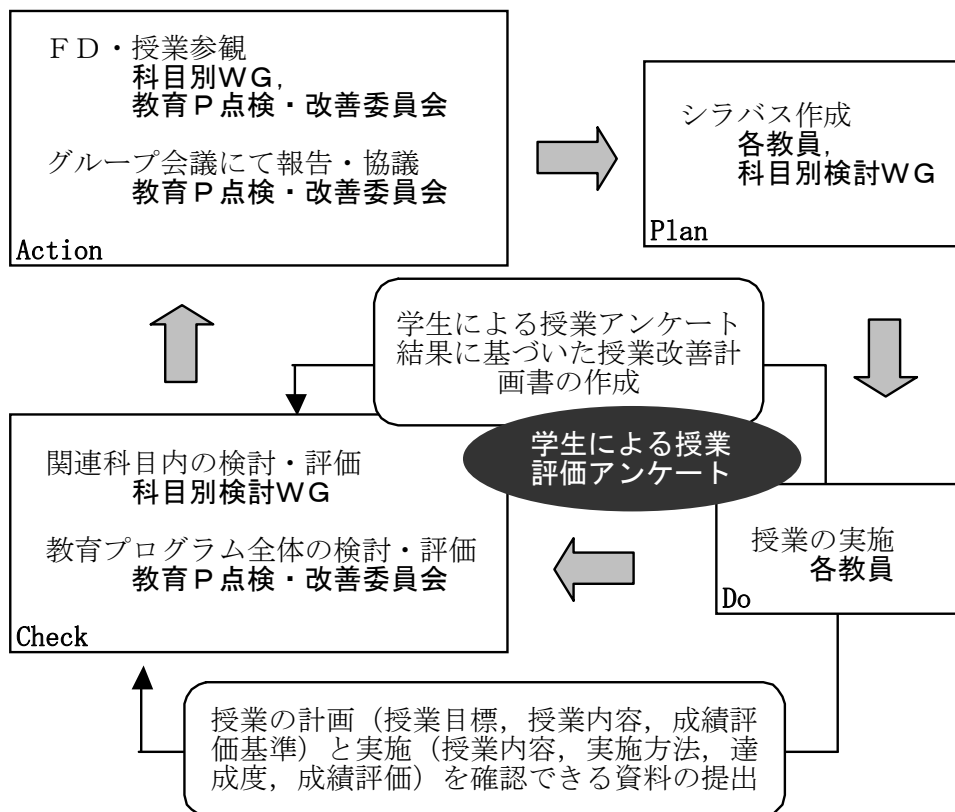 ＦＤ・授業参観
科目別ＷＧ，
教育Ｐ点検・改善委員会
グループ会議にて報告・協議
教育Ｐ点検・改善委員会
Action
シラバス作成
各教員，
科目別検討ＷＧ
Plan
学生による授業アンケート
結果に基づいた授業改善計
画書の作成
学生による授業
評価アンケート
関連科目内の検討・評価
科目別検討ＷＧ
教育プログラム全体の検討・評価
教育Ｐ点検・改善委員会
Check
授業の実施
各教員
Do
授業の計画（授業目標，授業内容，成績評
価基準）と実施（授業内容，実施方法，達
成度，成績評価）を確認できる資料の提出